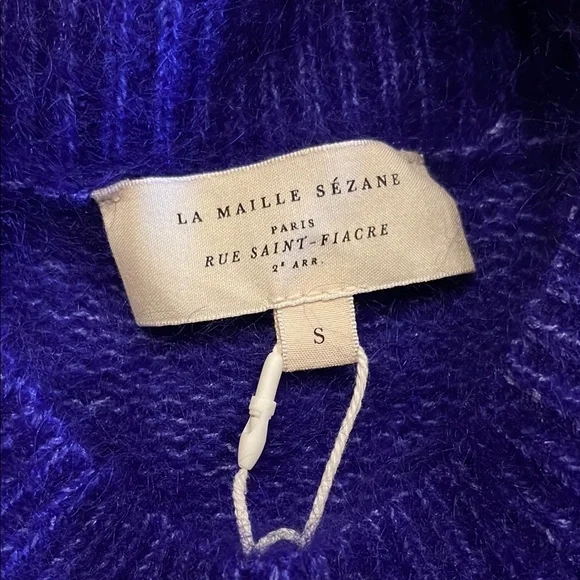 LA MAILLE SÉZANE
PARIS
RUE SAINT-FIACRE
2E ARR.
S